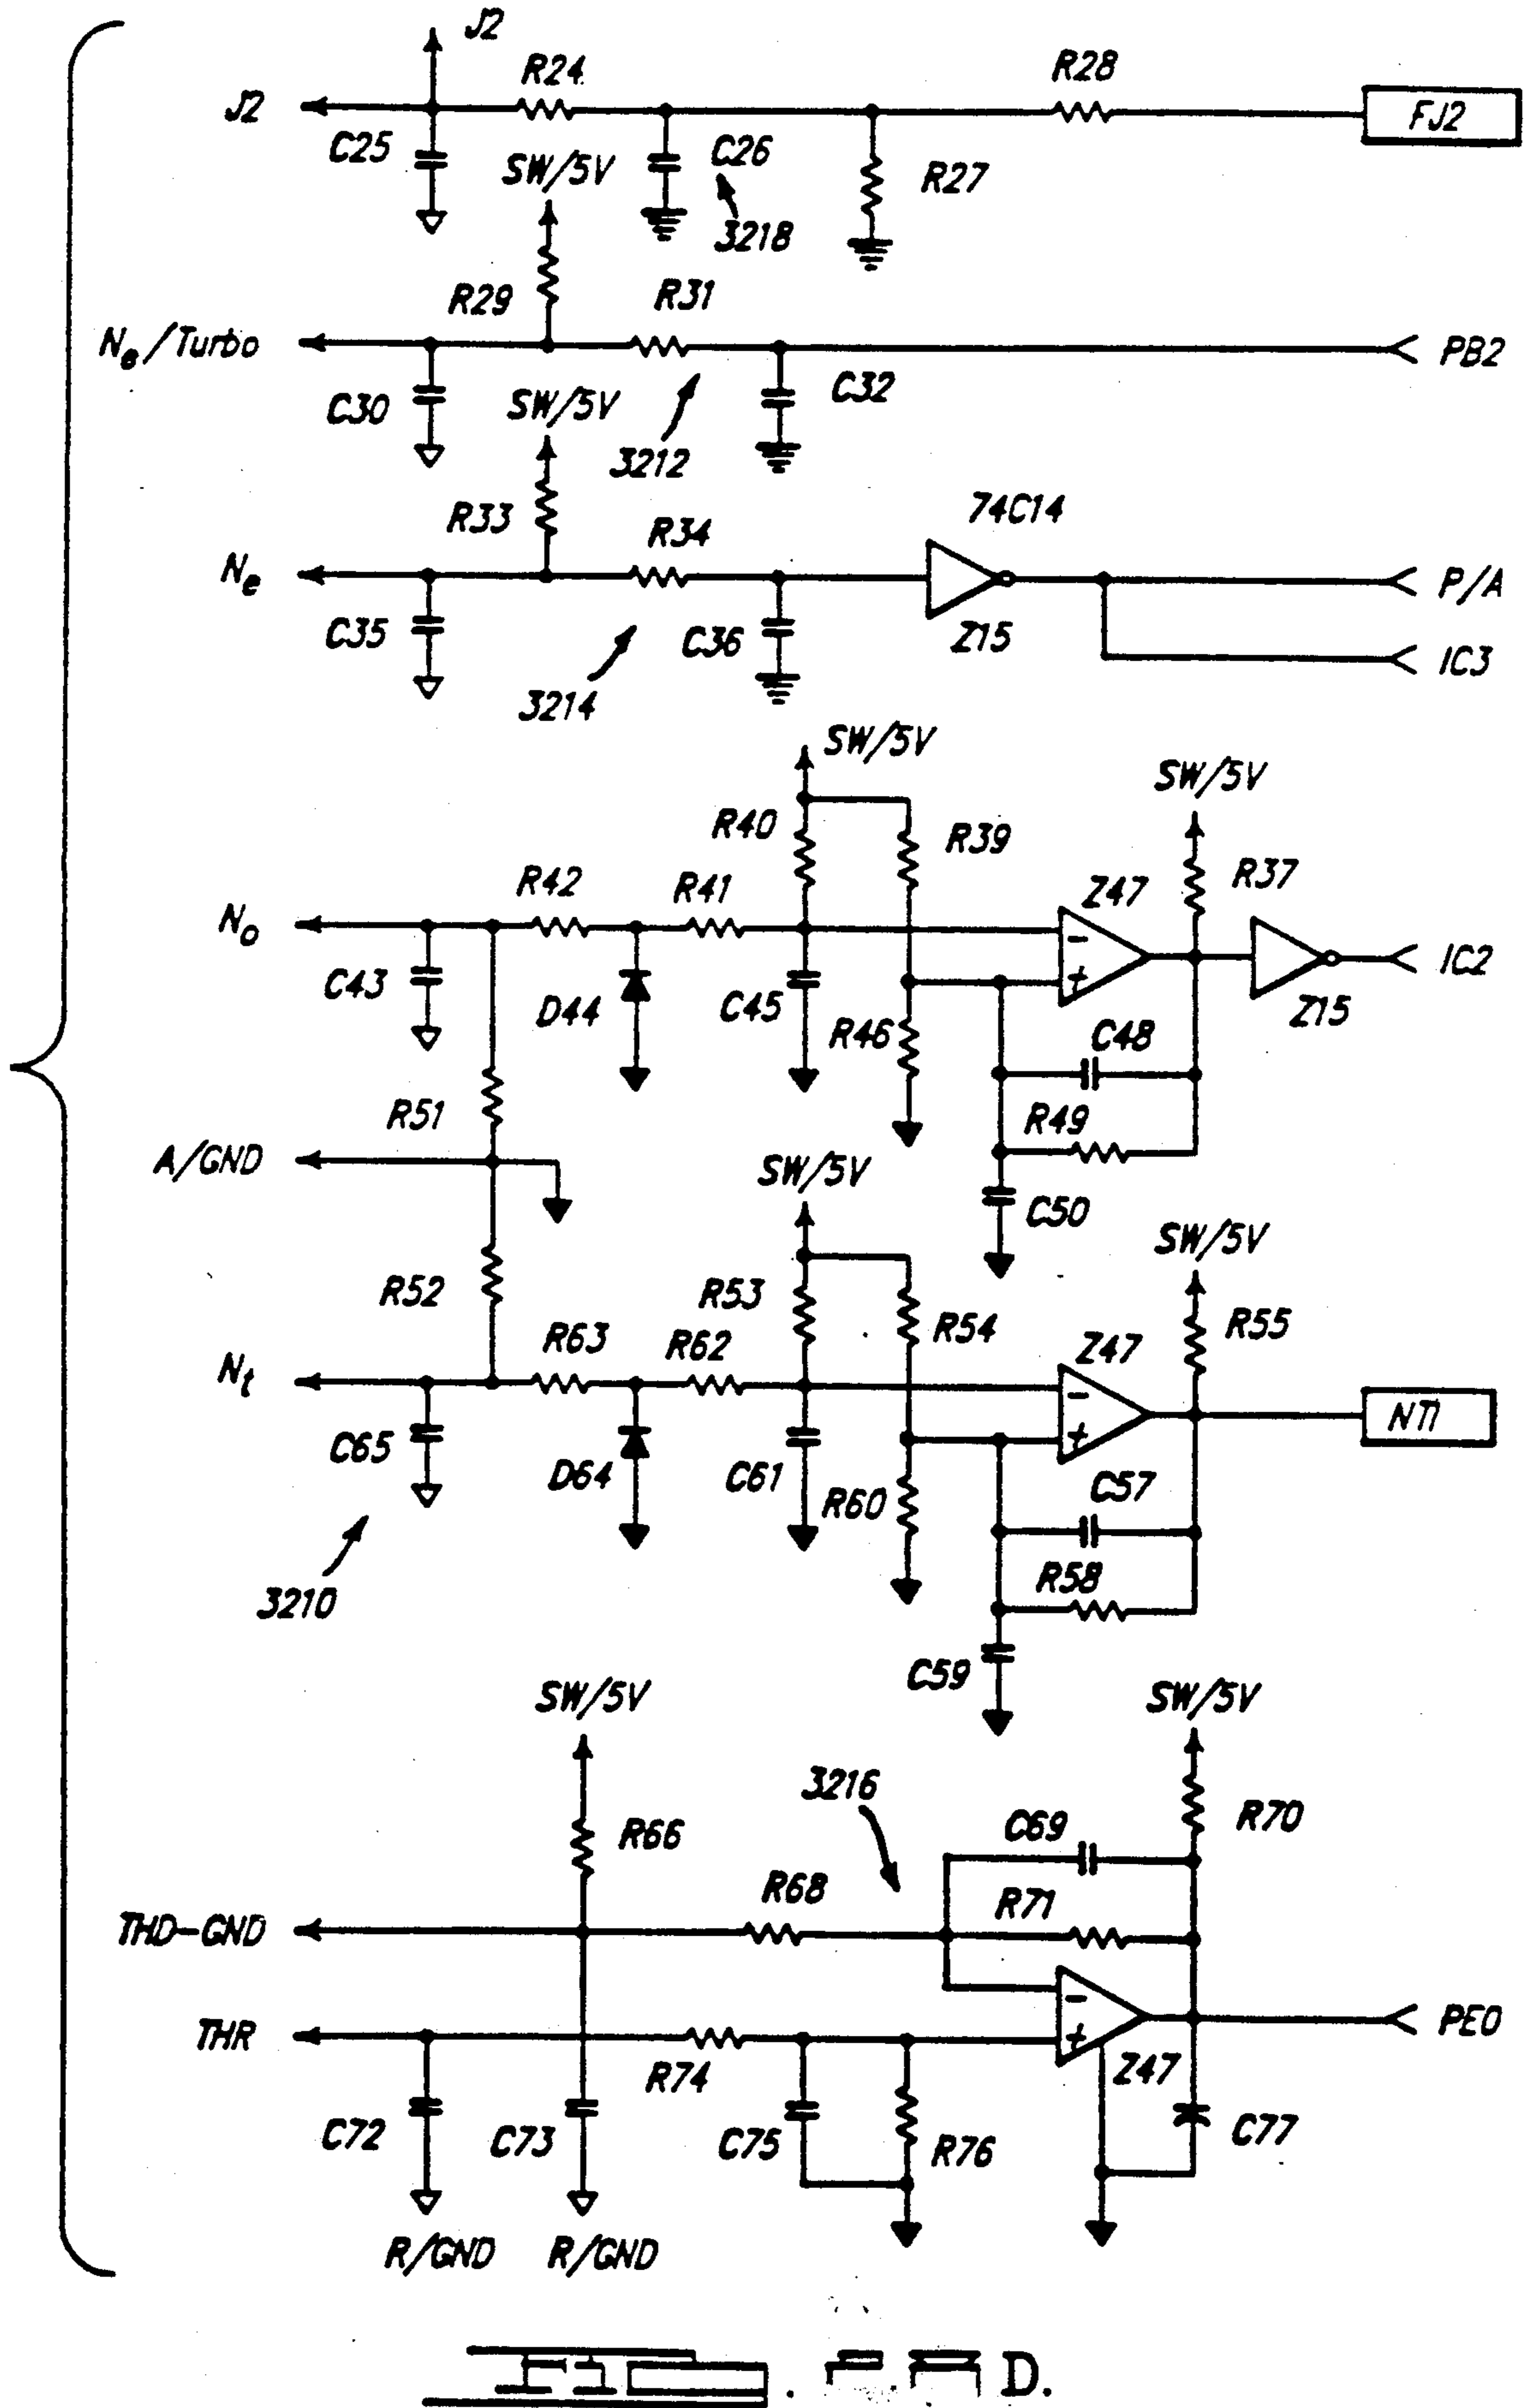 J2
R24
R28
J2
FJ2
C25
SW/5V
C26
R27
3218
R29
R31
Ne/Turbo
PB2
C30
SW/5V
C32
3212
R33
R34
74C14
Ne
P/A
C35
C36
Z15
IC3
3214
SW/5V
SW/5V
R40
R39
R42
R41
Z47
R37
No
IC2
C43
D44
C45
R46
C48
Z15
R51
R49
A/GND
SW/5V
C50
SW/5V
R52
R53
R54
R55
R63
R62
Z47
Nt
NTI
C65
D64
C61
R60
C57
3210
R58
C59
SW/5V
SW/5V
3216
R66
C69
R70
R68
R71
THD-GND
THR
PE0
R74
Z47
C72
C73
C75
R76
C77
R/GND
R/GND
D.